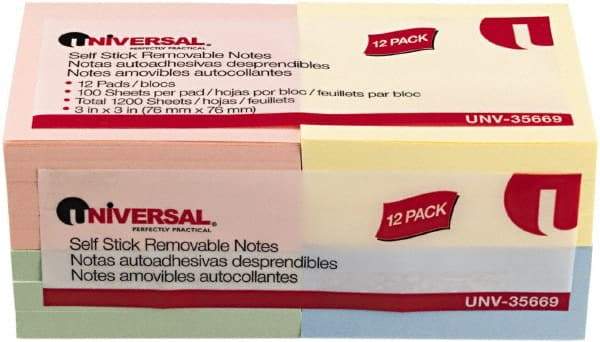 UNIVERSAL®
PERFECTLY PRACTICAL
12 PACK
Self Stick Removable Notes
Notas autoadhesivas desprendibles
Notes amovibles autocollantes
• 12 Pads/blocs
• 100 Sheets per pad/hojas por bloc/feuillets par bloc
• Total 1200 Sheets/hojas/feuillets
• 3 in x 3 in (76 mm x 76 mm)
UNV-35669
UNIVERSAL®
PERFECTLY PRACTICAL
12 PACK
Self Stick Removable Notes
Notas autoadhesivas desprendibles
Notes amovibles autocollantes
UNV-35669